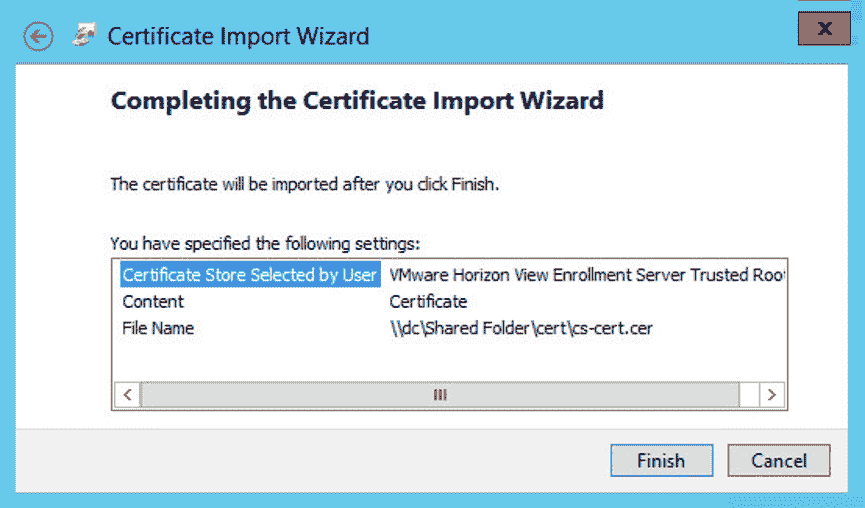 Certificate Import Wizard
X
Completing the Certificate Import Wizard
The certificate will be imported after you click Finish.
You have specified the following settings:
Certificate Store Selected by User VMware Horizon View Enrollment Server Trusted Roo
Content Certificate
File Name \\dc\Shared Folder\cert\cs-cert.cer
Finish Cancel